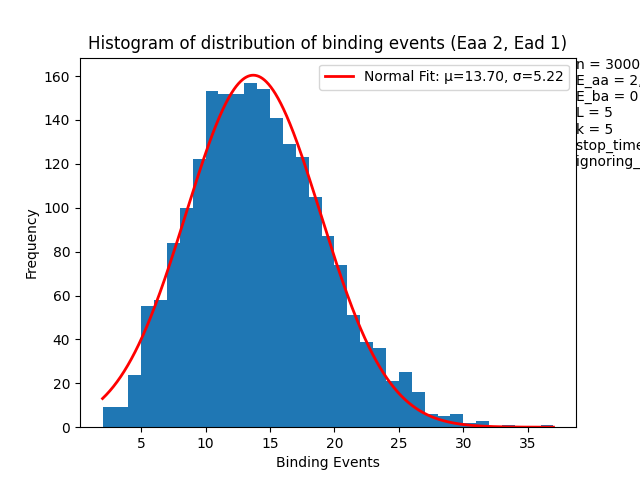 Histogram of distribution of binding events (Eaa 2, Ead 1)
Normal Fit: μ=13.70, σ=5.22
n = 3000
E_aa = 2,
E_ba = 0
L = 5
k = 5
stop_time
ignoring_
Frequency
160
140
120
100
80
60
40
20
0
5 10 15 20 25 30 35
Binding Events